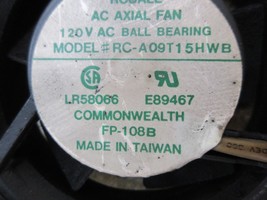 AC AXIAL FAN
120V AC BALL BEARING
MODEL# RC-A09T15HWB
LR58066 E89467
COMMONWEALTH
FP-108B
MADE IN TAIWAN